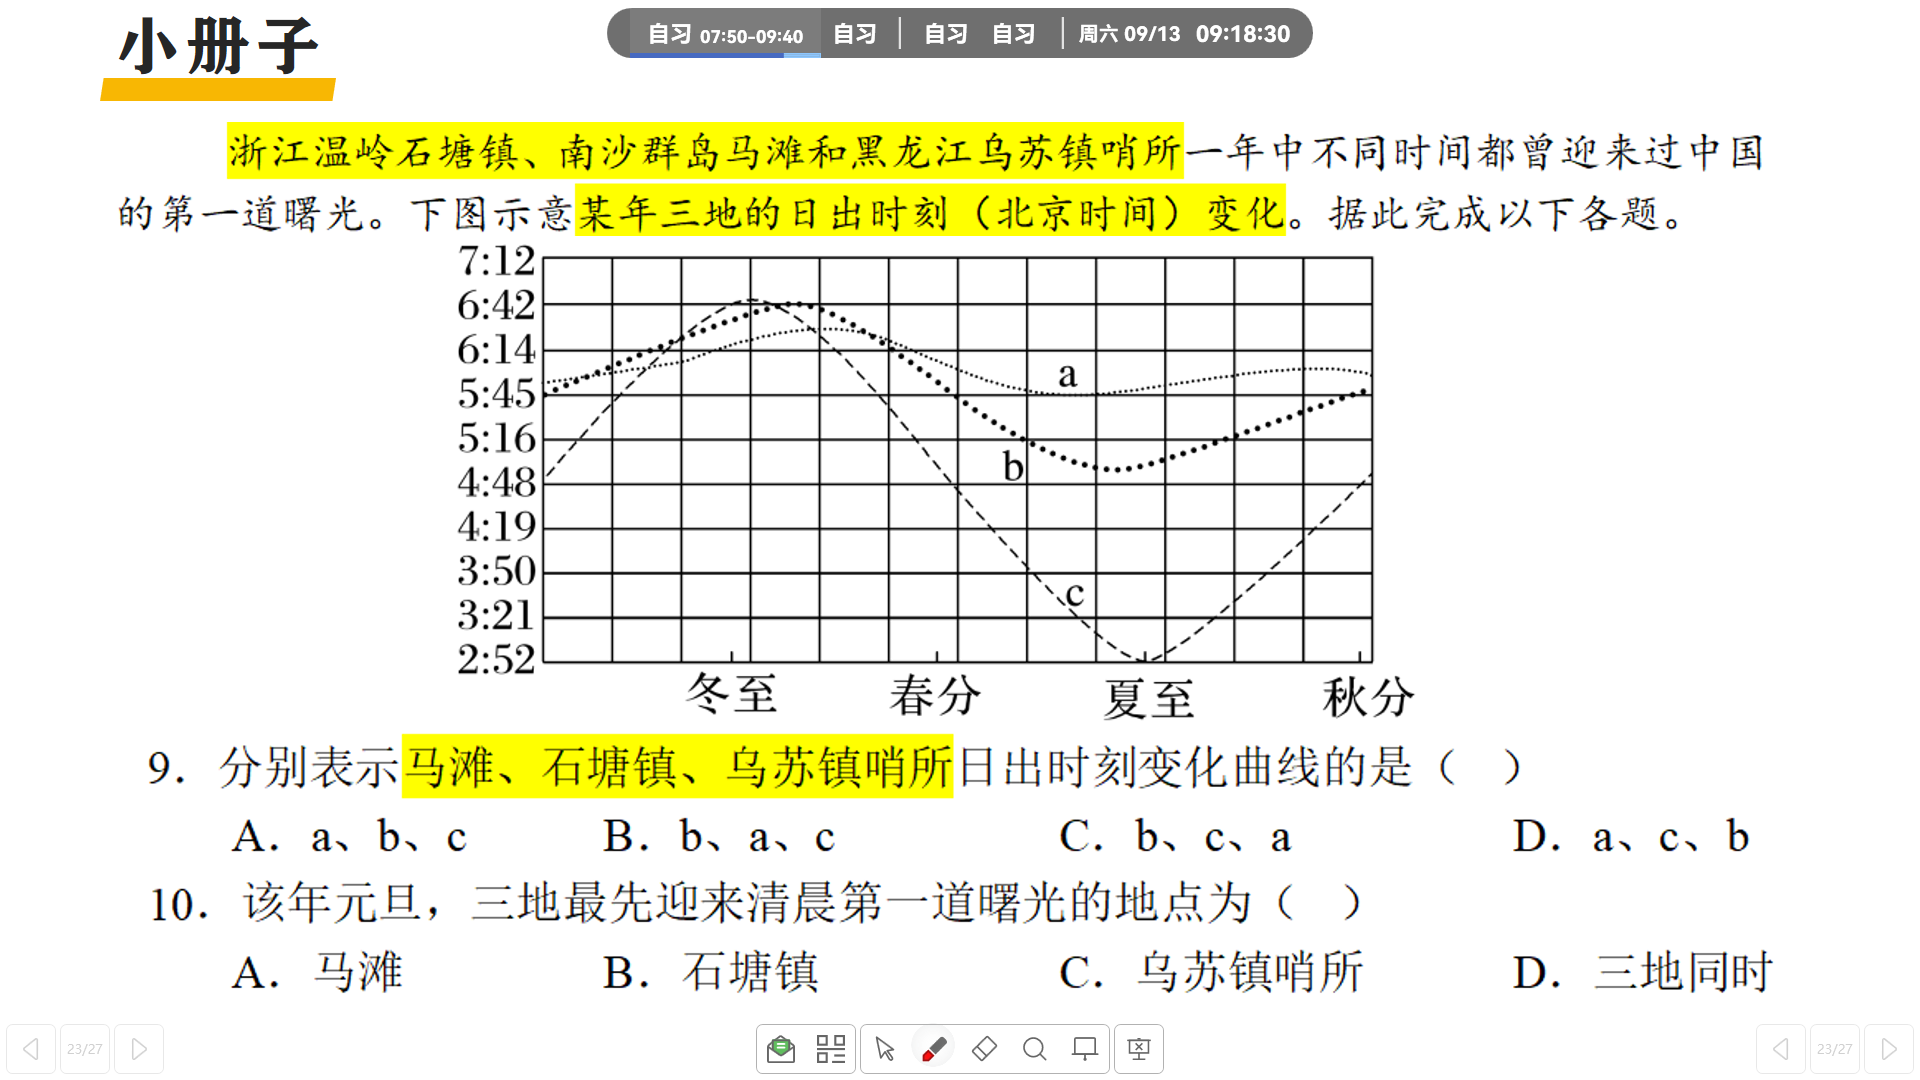 小册子
自习 07:50-09:40 自习 自习 自习 周六 09/13 09:18:30
浙江温岭石塘镇、南沙群岛马滩和黑龙江乌苏镇哨所一年中不同时间都曾迎来过中国
的第一道曙光。下图示意某年三地的日出时刻（北京时间）变化。据此完成以下各题。
7:12
6:42
6:14
5:45
5:16
4:48
4:19
3:50
3:21
2:52
a
b
c
冬至 春分 夏至 秋分
9．分别表示马滩、石塘镇、乌苏镇哨所日出时刻变化曲线的是（ ）
A．a、b、c B．b、a、c C．b、c、a D．a、c、b
10．该年元旦，三地最先迎来清晨第一道曙光的地点为（ ）
A．马滩 B．石塘镇 C．乌苏镇哨所 D．三地同时
23/27 23/27